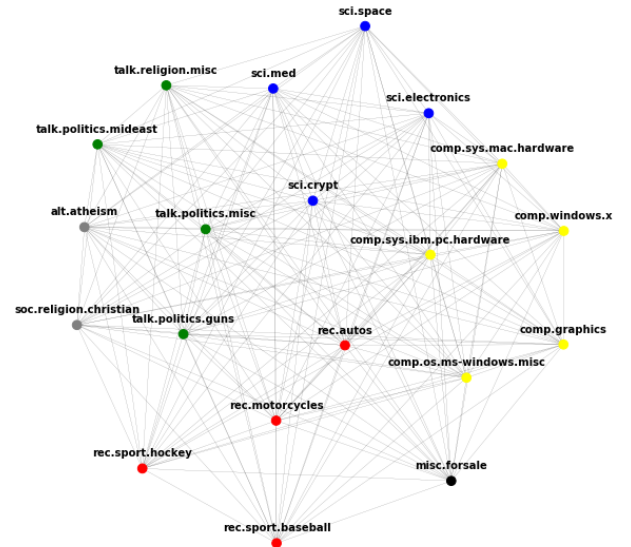 sci.space
talk.religion.misc
sci.med
sci.electronics
talk.politics.mideast
comp.sys.mac.hardware
sci.crypt
alt.atheism
talk.politics.misc
comp.windows.x
comp.sys.ibm.pc.hardware
soc.religion.christian
talk.politics.guns
rec.autos
comp.graphics
comp.os.ms-windows.misc
rec.motorcycles
rec.sport.hockey
misc.forsale
rec.sport.baseball